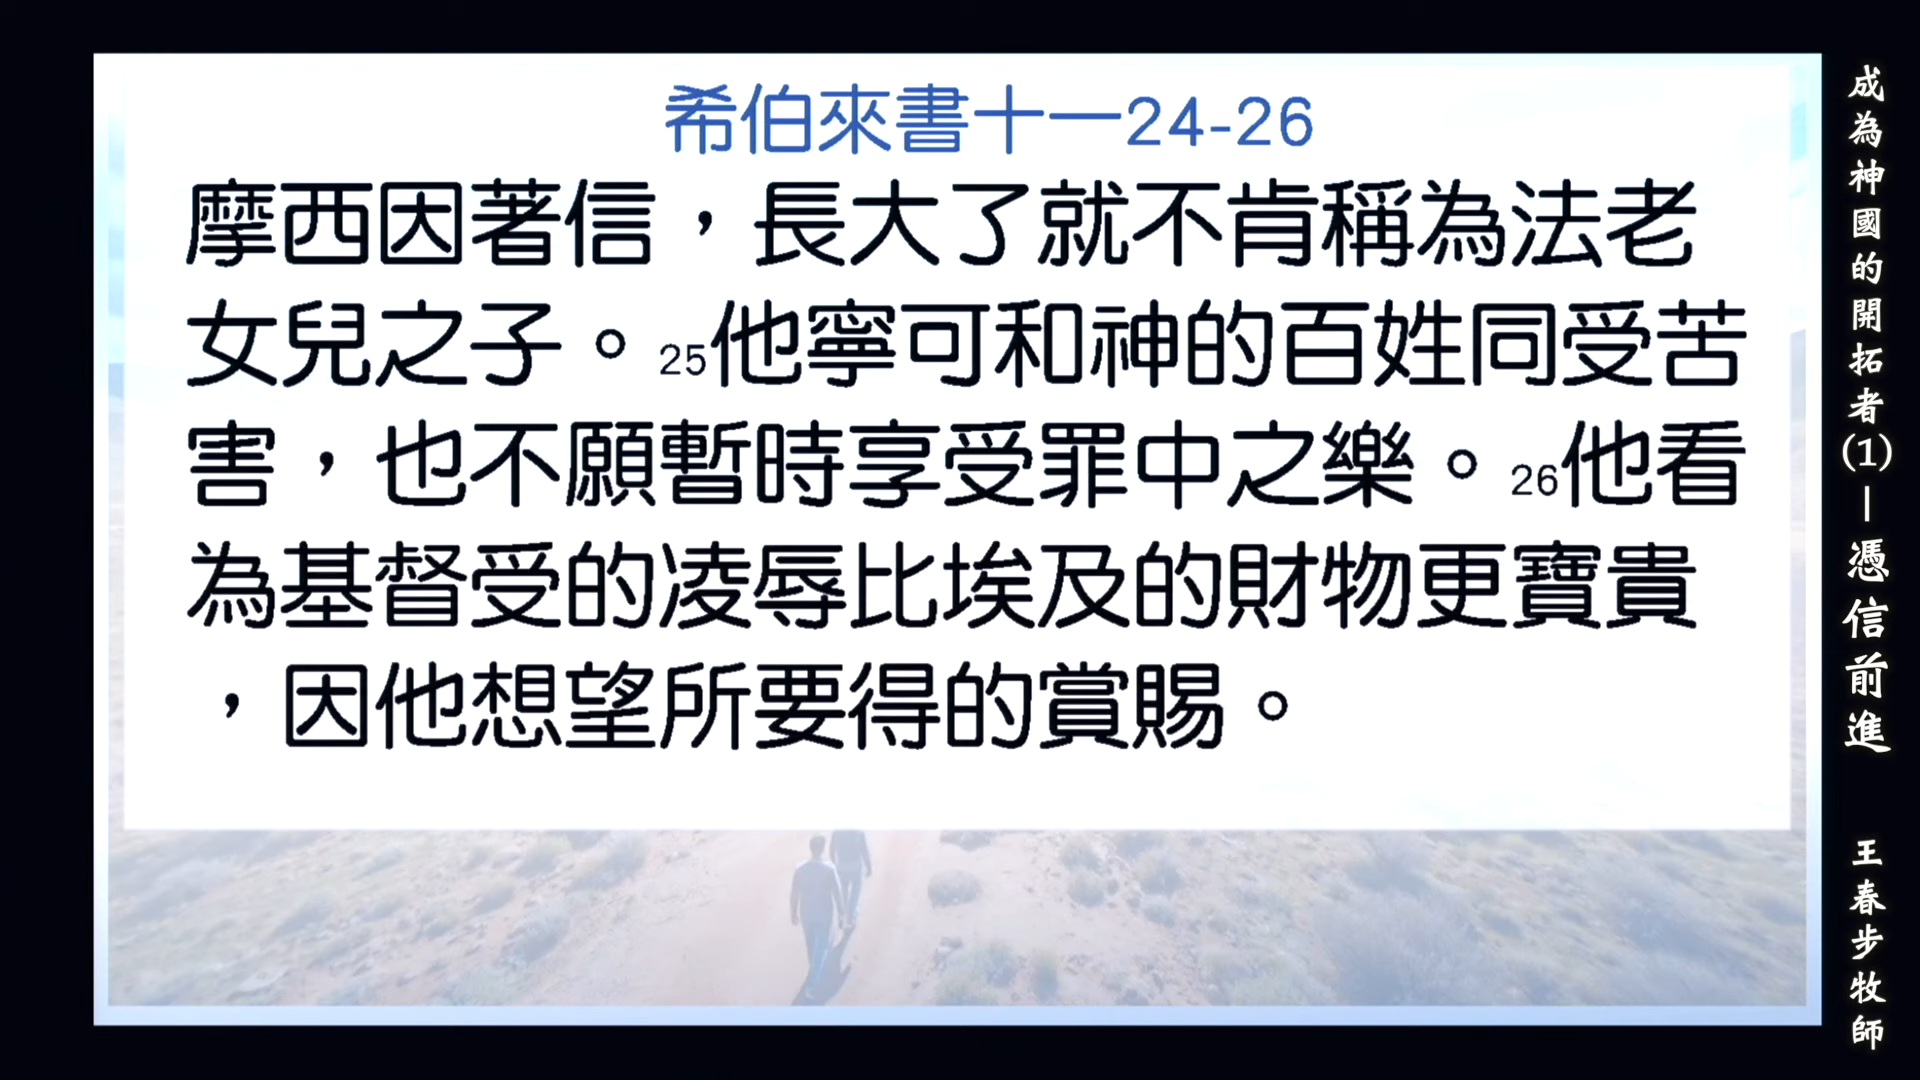 希伯來書十一24-26
摩西因著信，長大了就不肯稱為法老
女兒之子。25他寧可和神的百姓同受苦
害，也不願暫時享受罪中之樂。26他看
為基督受的凌辱比埃及的財物更寶貴
，因他想望所要得的賞賜。
成為神國的開拓者(1)—憑信前進
王春步牧師